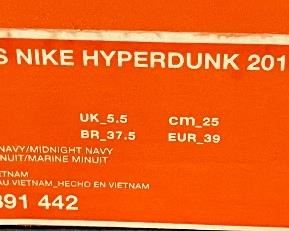 S NIKE HYPERDUNK 201
UK_5.5 cm_25
BR_37.5 EUR_39
NAVY/MIDNIGHT NAVY
NUIT/MARINE MINUIT
ETNAM
AU VIETNAM_HECHO EN VIETNAM
391 442